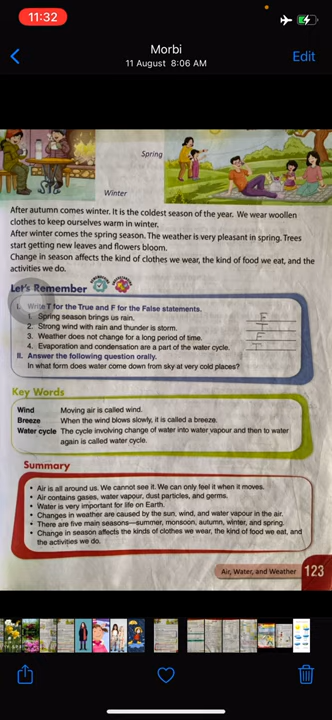 11:32
Morbi
11 August 8:06 AM
Edit
Spring
Winter
After autumn comes winter. It is the coldest season of the year. We wear woollen
clothes to keep ourselves warm in winter.
After winter comes the spring season. The weather is very pleasant in spring. Trees
start getting new leaves and flowers bloom.
Change in season affects the kind of clothes we wear, the kind of food we eat, and the
activities we do.
Let's Remember
I. Write T for the True and F for the False statements.
1. Spring season brings us rain. F
2. Strong wind with rain and thunder is storm. T
3. Weather does not change for a long period of time. F
4. Evaporation and condensation are a part of the water cycle. T
II. Answer the following question orally.
In what form does water come down from sky at very cold places?
Key Words
Wind Moving air is called wind.
Breeze When the wind blows slowly, it is called a breeze.
Water cycle The cycle involving change of water into water vapour and then to water
again is called water cycle.
Summary
• Air is all around us. We cannot see it. We can only feel it when it moves.
• Air contains gases, water vapour, dust particles, and germs.
• Water is very important for life on Earth.
• Changes in weather are caused by the sun, wind, and water vapour in the air.
• There are five main seasons—summer, monsoon, autumn, winter, and spring.
• Change in season affects the kinds of clothes we wear, the kind of food we eat, and
the activities we do.
Air, Water, and Weather 123